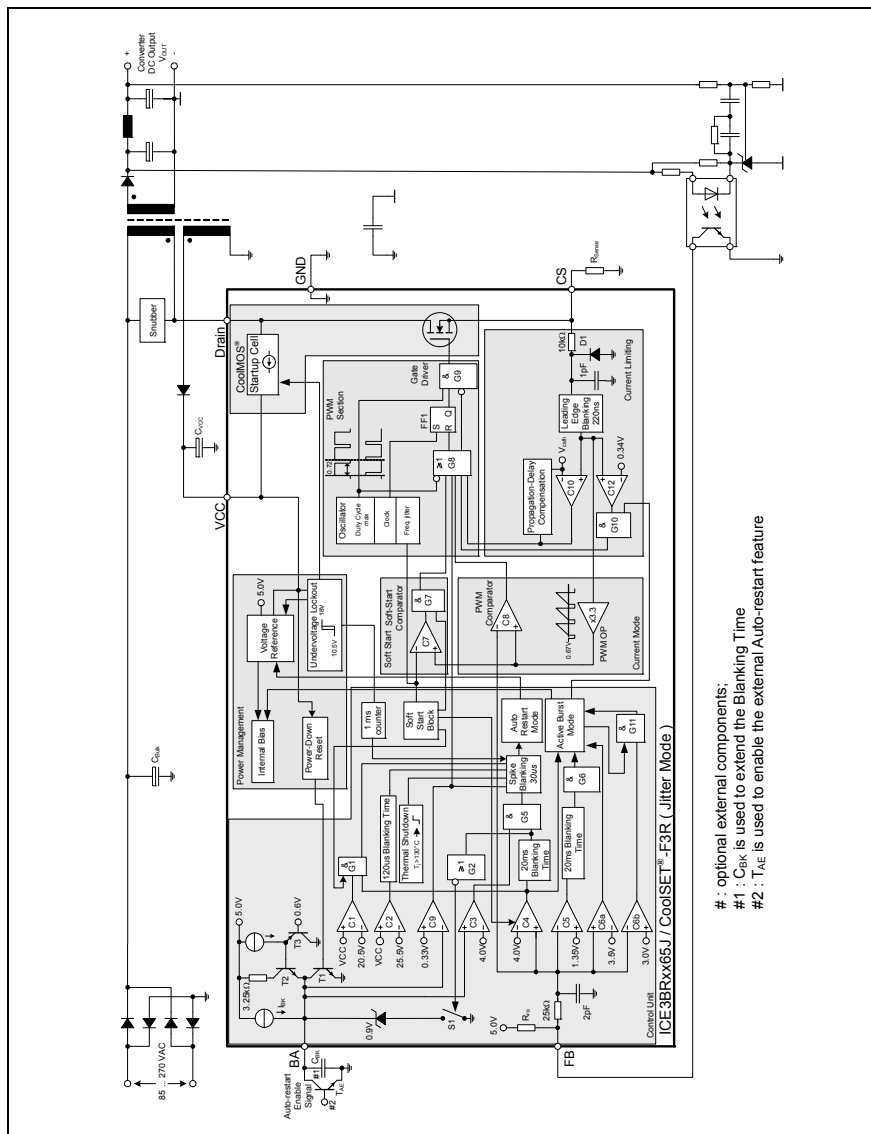 85 ... 270 VAC
C Bulk
Snubber
+
Converter
DC Output
VOUT
-
CVCC
VCC
Drain
GND
CS
RSense
BA
FB
Auto-restart
Enable
Signal
#1
CBK
#2
TAE
Power Management
Internal Bias
Voltage
Reference
5.0V
Undervoltage Lockout
18V
10.5V
Power-Down
Reset
CoolMOS®
Startup Cell
PWM
Section
0.72
Oscillator
Duty Cycle
max
Clock
Freq. jitter
Gate
Driver
FF1
S
R
Q
&
G9
≥1
G8
Soft Start
Soft-Start
Comparator
C7
&
G7
1 ms
counter
Soft
Start
Block
PWM
Comparator
C8
0.67V
x3.3
PWM OP
Current Mode
10kΩ
D1
1pF
Leading
Edge
Blanking
220ns
Propagation-Delay
Compensation
Vcsth
C10
C12
0.34V
&
G10
Current Limiting
5.0V
3.25kΩ
IBK
T2
T3
0.6V
T1
0.9V
S1
VCC
20.5V
C1
&
G1
VCC
25.5V
C2
120us Blanking Time
Thermal Shutdown
Tj >130°C
0.33V
C9
C3
4.0V
≥1
G2
4.0V
C4
20ms
Blanking
Time
&
G5
Spike
Blanking
30us
Auto
Restart
Mode
1.35V
C5
20ms Blanking
Time
&
G6
Active Burst
Mode
3.5V
C6a
3.0V
C6b
&
G11
5.0V
RFB
25kΩ
2pF
Control Unit
ICE3BRxx65J / CoolSET®-F3R ( Jitter Mode )
# : optional external components;
#1 : CBK is used to extend the Blanking Time
#2 : TAE is used to enable the external Auto-restart feature